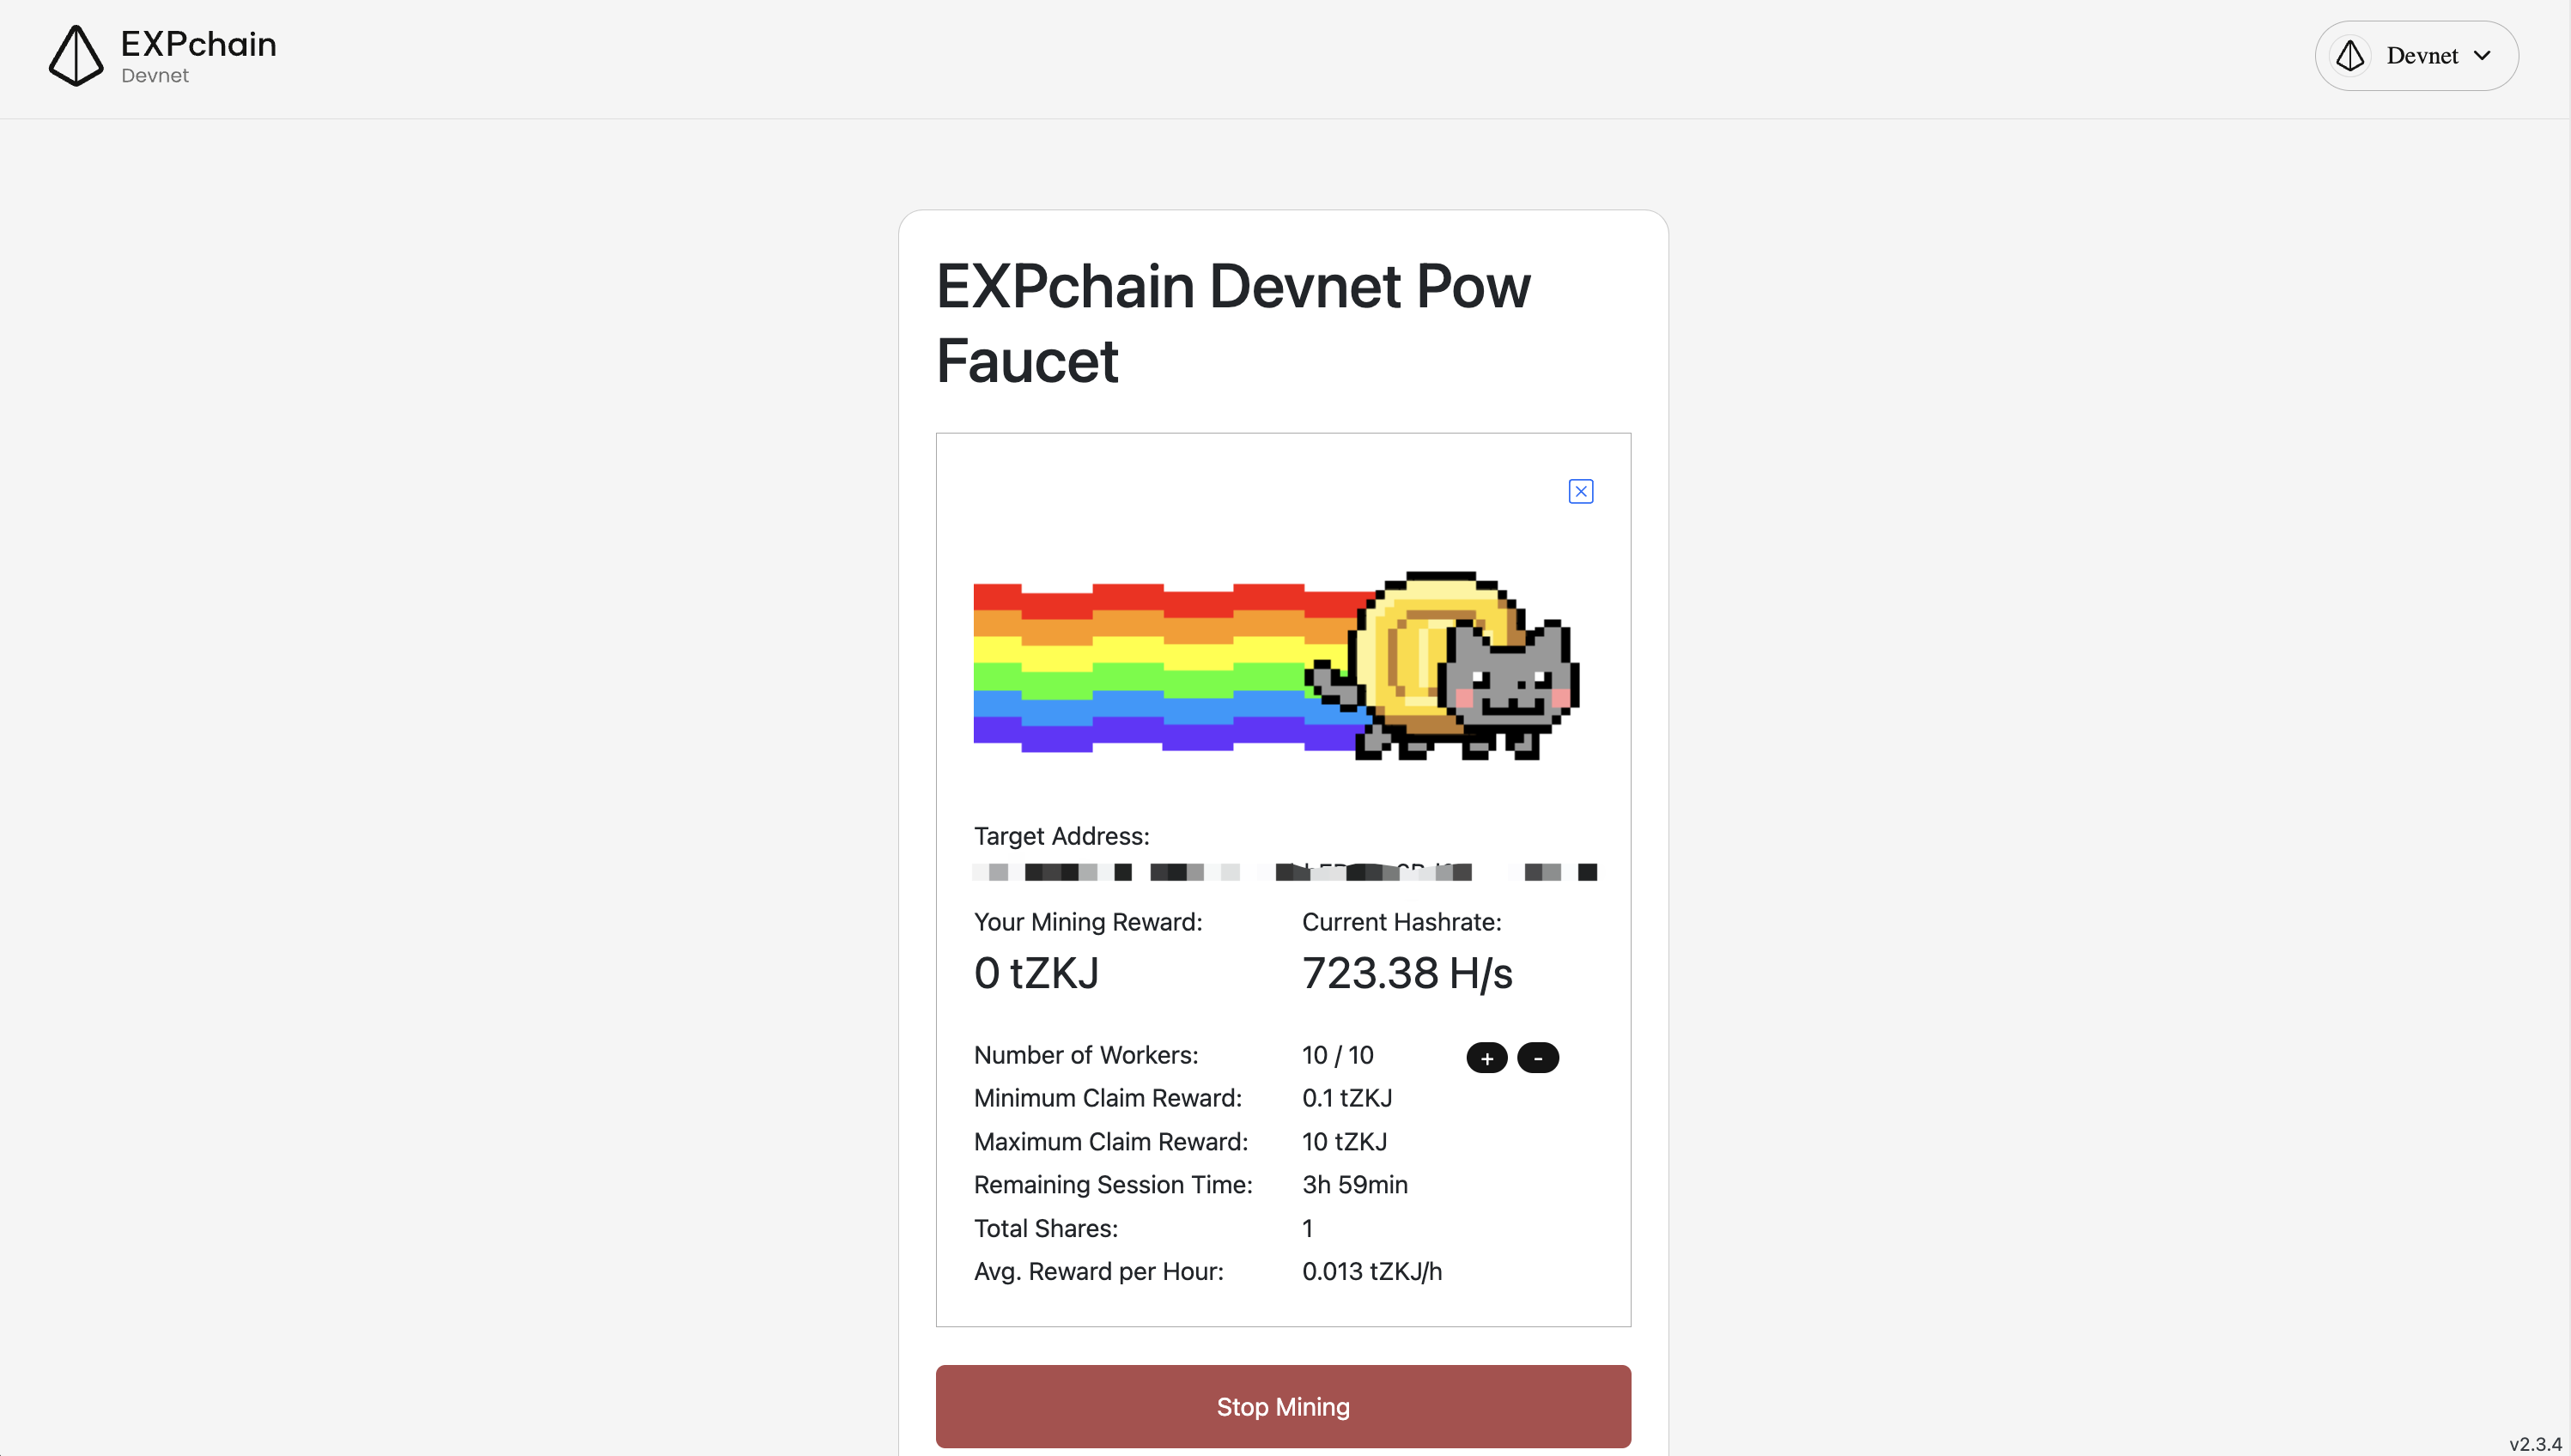 EXPchain
Devnet
Devnet
EXPchain Devnet Pow
Faucet
Target Address:
Your Mining Reward:
Current Hashrate:
0 tZKJ
723.38 H/s
Number of Workers:
10 / 10
+
-
Minimum Claim Reward:
0.1 tZKJ
Maximum Claim Reward:
10 tZKJ
Remaining Session Time:
3h 59min
Total Shares:
1
Avg. Reward per Hour:
0.013 tZKJ/h
Stop Mining
v2.3.4